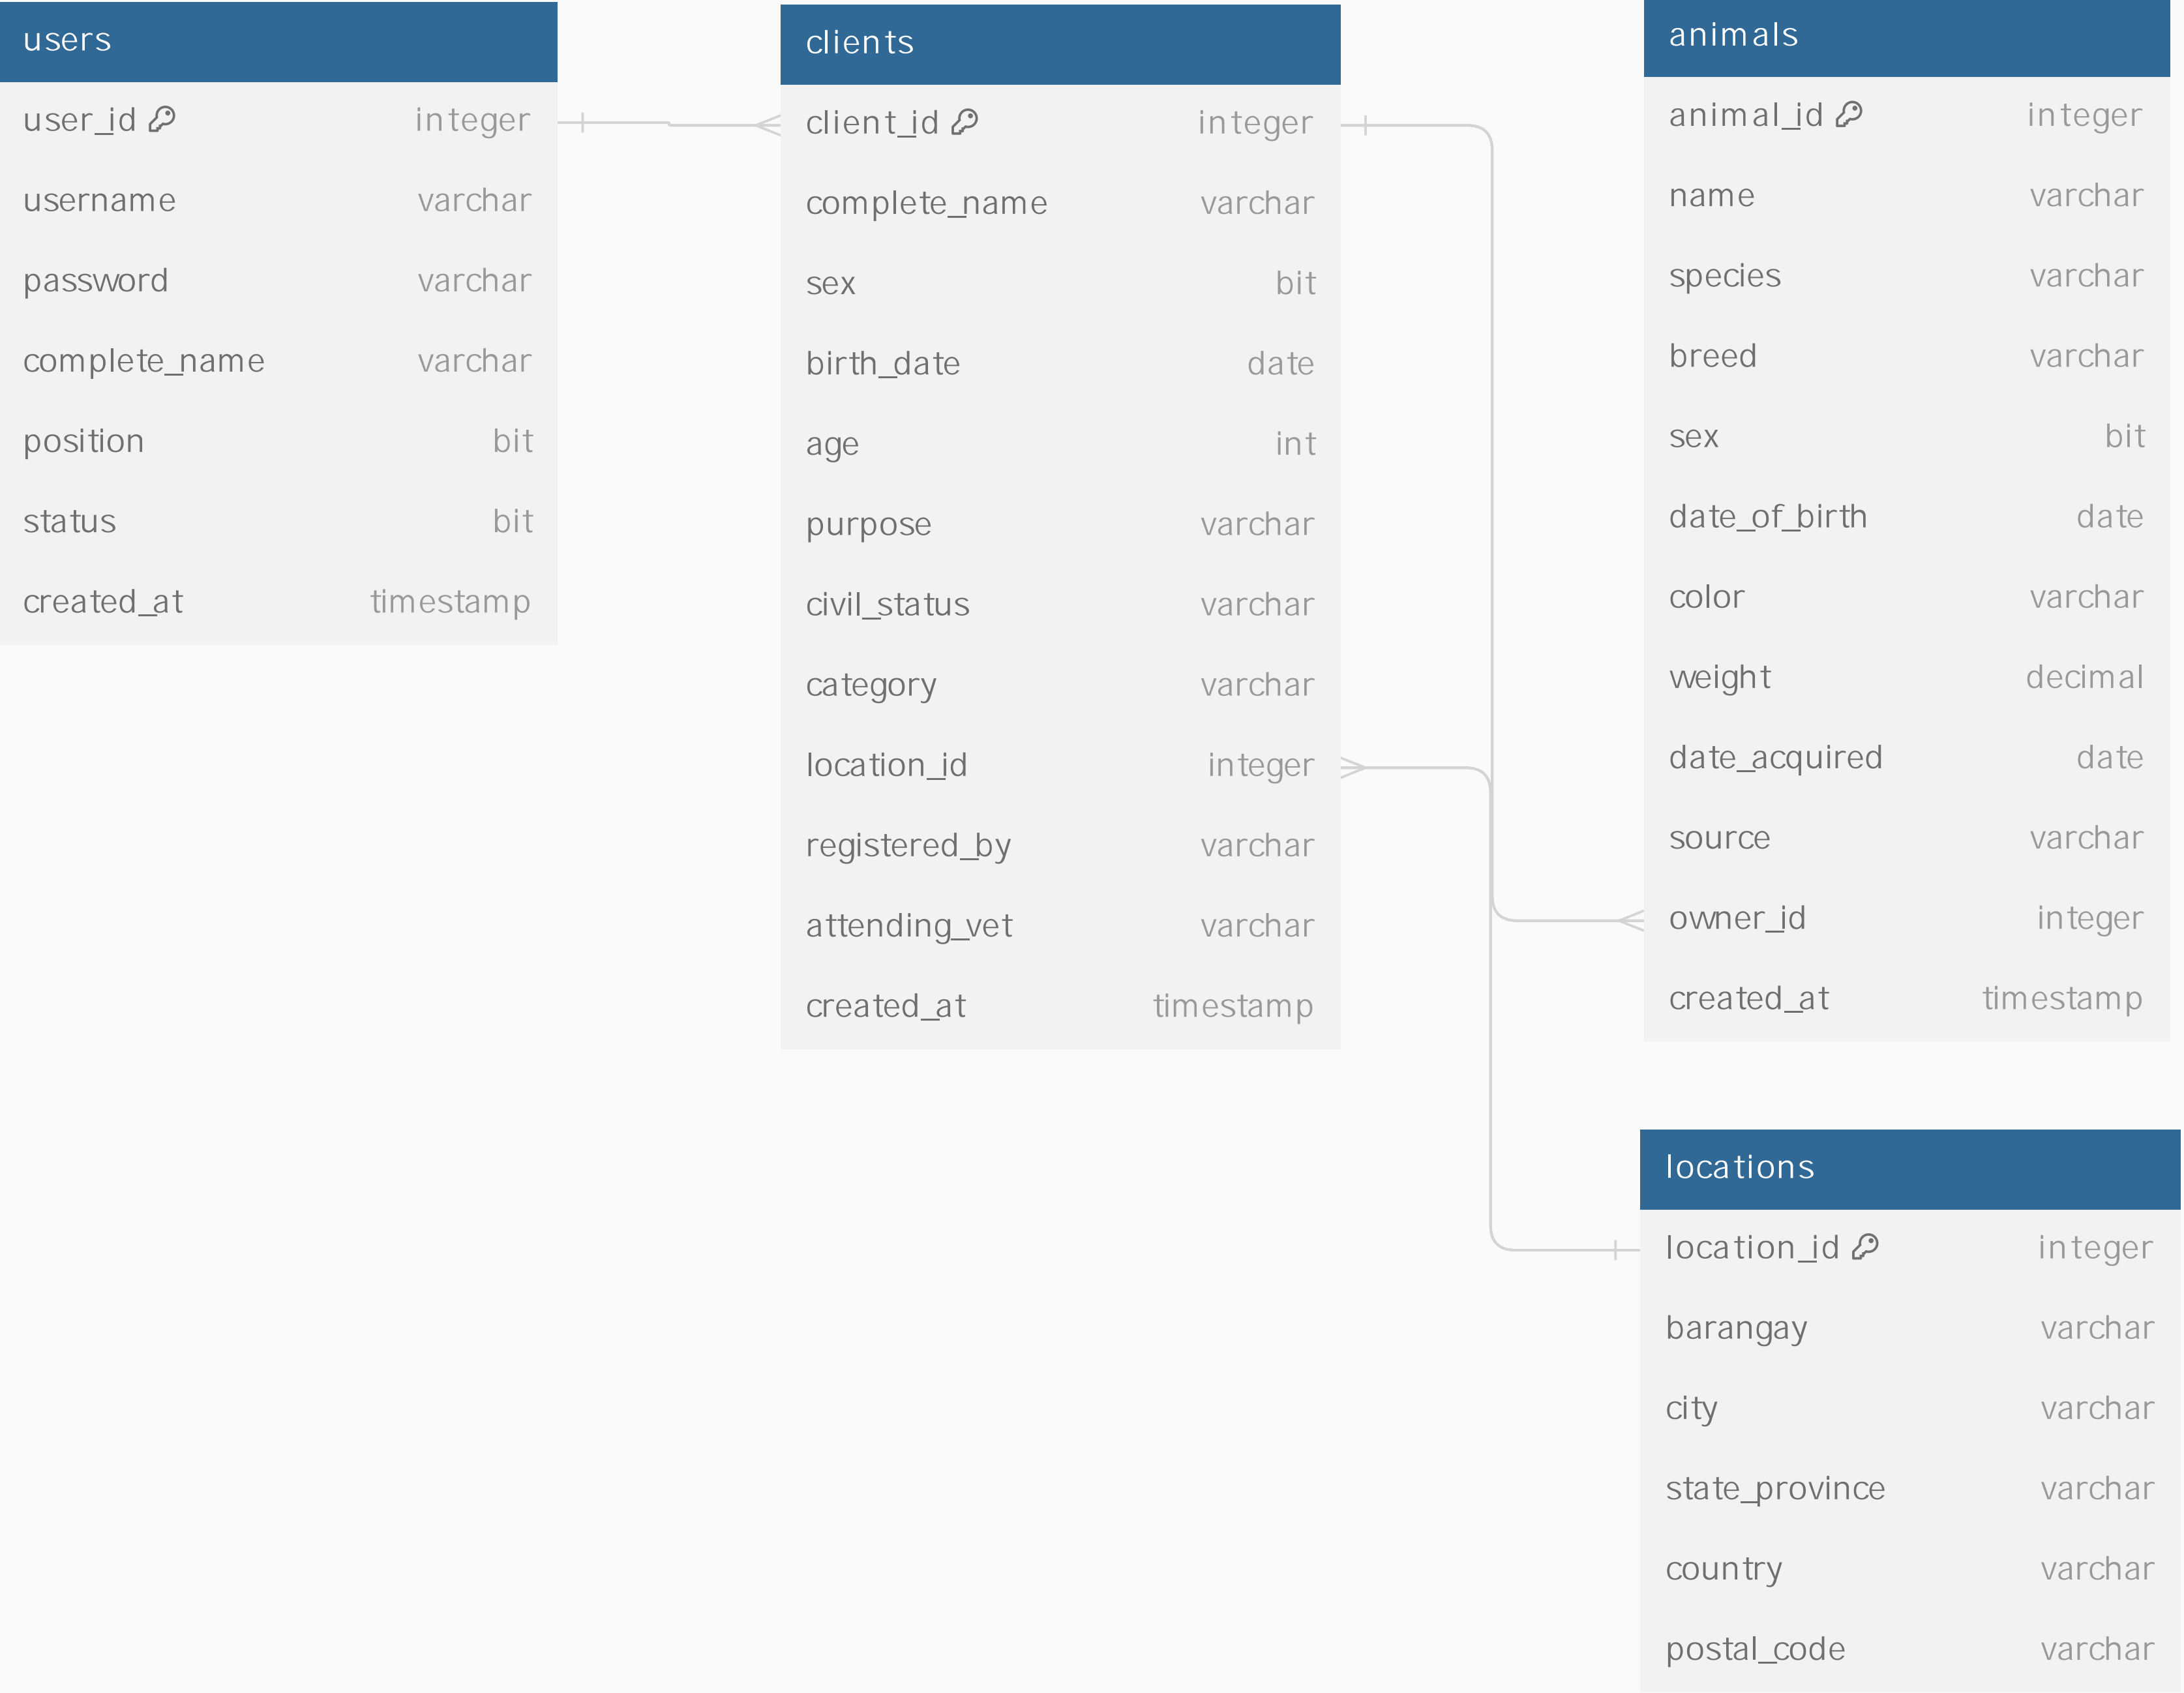 users
user_id integer
username varchar
password varchar
complete_name varchar
position bit
status bit
created_at timestamp
clients
client_id integer
complete_name varchar
sex bit
birth_date date
age int
purpose varchar
civil_status varchar
category varchar
location_id integer
registered_by varchar
attending_vet varchar
created_at timestamp
animals
animal_id integer
name varchar
species varchar
breed varchar
sex bit
date_of_birth date
color varchar
weight decimal
date_acquired date
source varchar
owner_id integer
created_at timestamp
locations
location_id integer
barangay varchar
city varchar
state_province varchar
country varchar
postal_code varchar